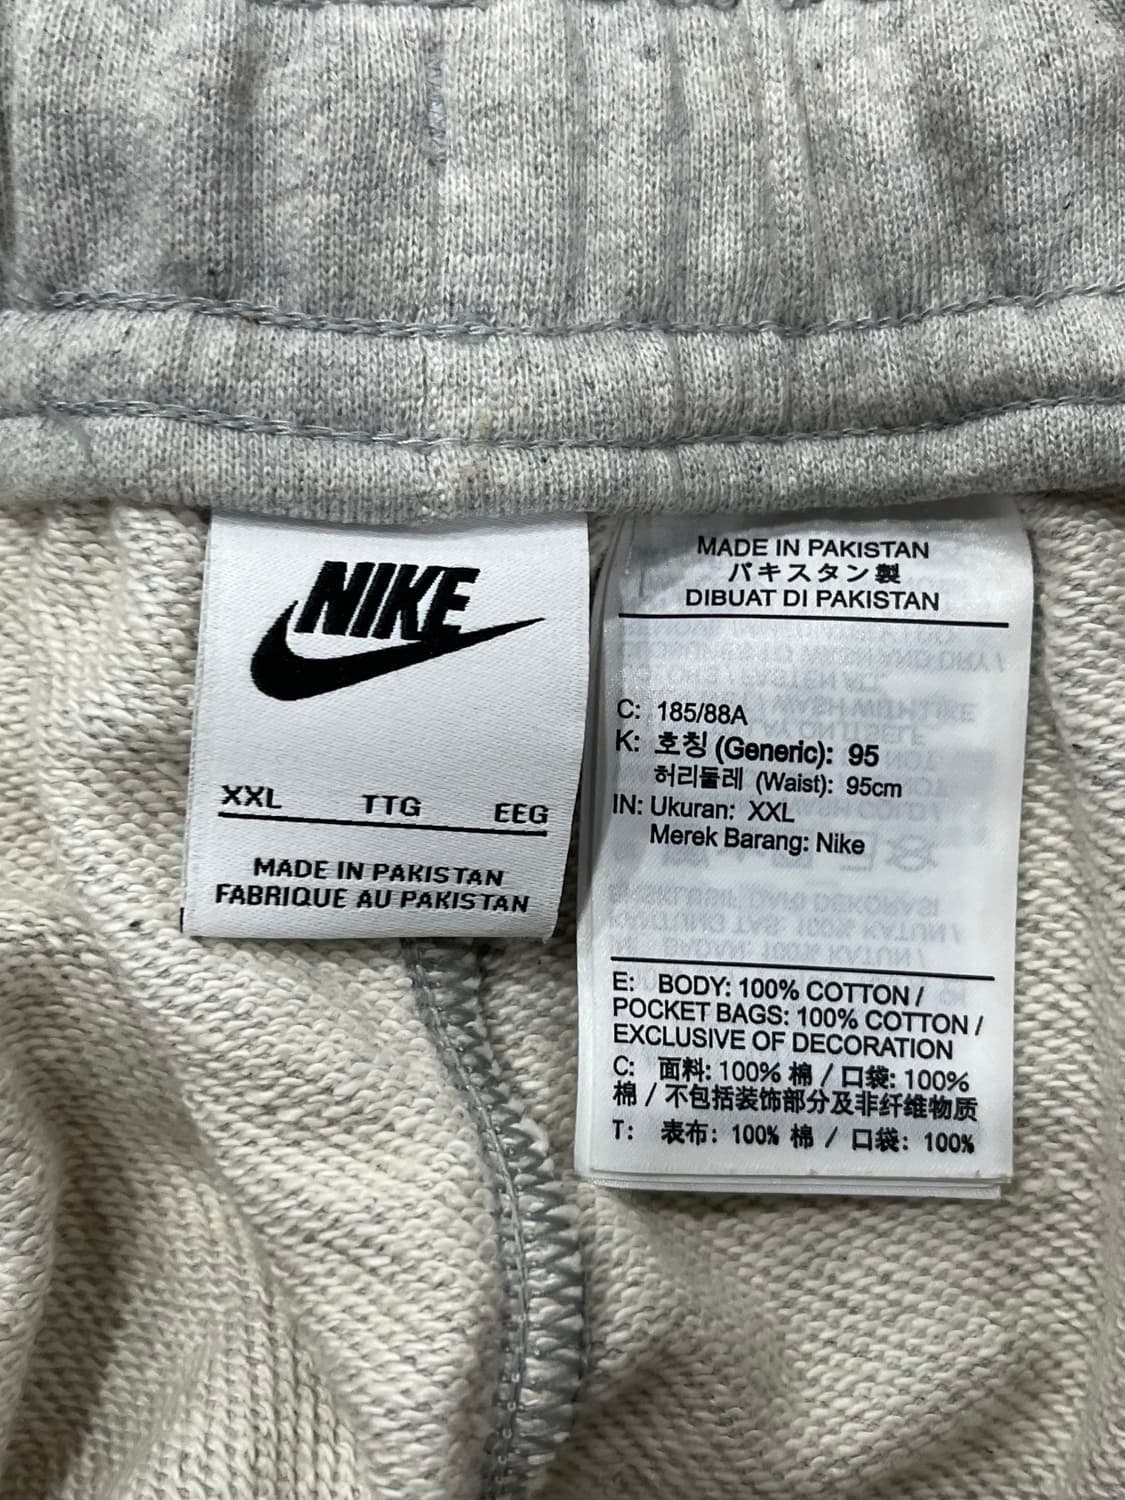 NIKE
XXL TTG EEG
MADE IN PAKISTAN
FABRIQUE AU PAKISTAN
MADE IN PAKISTAN
パキスタン製
DIBUAT DI PAKISTAN
C: 185/88A
K: 호칭 (Generic): 95
허리둘레 (Waist): 95cm
IN: Ukuran: XXL
Merek Barang: Nike
E: BODY: 100% COTTON /
POCKET BAGS: 100% COTTON /
EXCLUSIVE OF DECORATION
C: 面料: 100% 棉 / 口袋: 100%
棉 / 不包括装饰部分及非纤维物质
T: 表布: 100% 棉 / 口袋: 100%